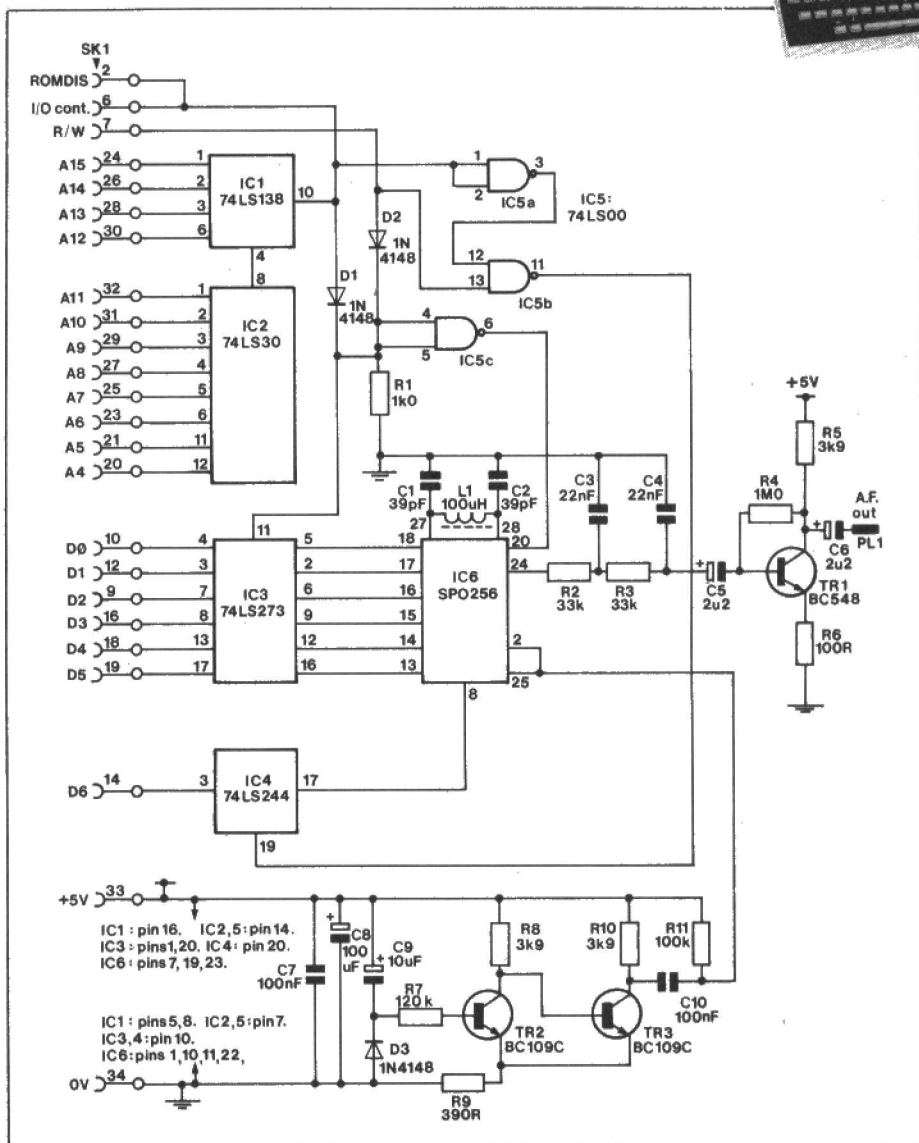 SK1
ROMDIS 2
I/O cont. 6
R/W 7
A15 24
A14 26
A13 28
A12 30
1
2
3
6
IC1
74LS138
10
4
8
A11 32
A10 31
A9 29
A8 27
A7 25
A6 23
A5 21
A4 20
1
2
3
4
5
6
11
12
IC2
74LS30
D1
1N
4148
D2
1N
4148
1
2
3
IC5a
IC5:
74LS00
12
13
11
IC5b
4
5
6
IC5c
R1
1k0
C1
39pF
L1
100uH
C2
39pF
C3
22nF
C4
22nF
27
28
+5V
R5
3k9
R4
1M0
A.F.
out
PL1
C6
2u2
TR1
BC548
R6
100R
D0 10
D1 12
D2 9
D3 16
D4 18
D5 19
4
3
7
8
13
17
11
IC3
74LS273
5
2
6
9
12
16
18
17
16
15
14
13
IC6
SPO256
20
24
2
25
8
R2
33k
R3
33k
C5
2u2
D6 14
3
IC4
74LS244
17
19
+5V 33
IC1 : pin 16. IC2,5: pin 14.
IC3 : pins 1,20. IC4: pin 20.
IC6 : pins 7, 19, 23.
IC1 : pins 5,8. IC2,5: pin 7.
IC3,4: pin 10.
IC6: pins 1,10,11,22,
0V 34
C7
100nF
C8
100
uF
C9
10uF
R7
120k
D3
1N4148
R9
390R
R8
3k9
TR2
BC109C
R10
3k9
R11
100k
C10
100nF
TR3
BC109C